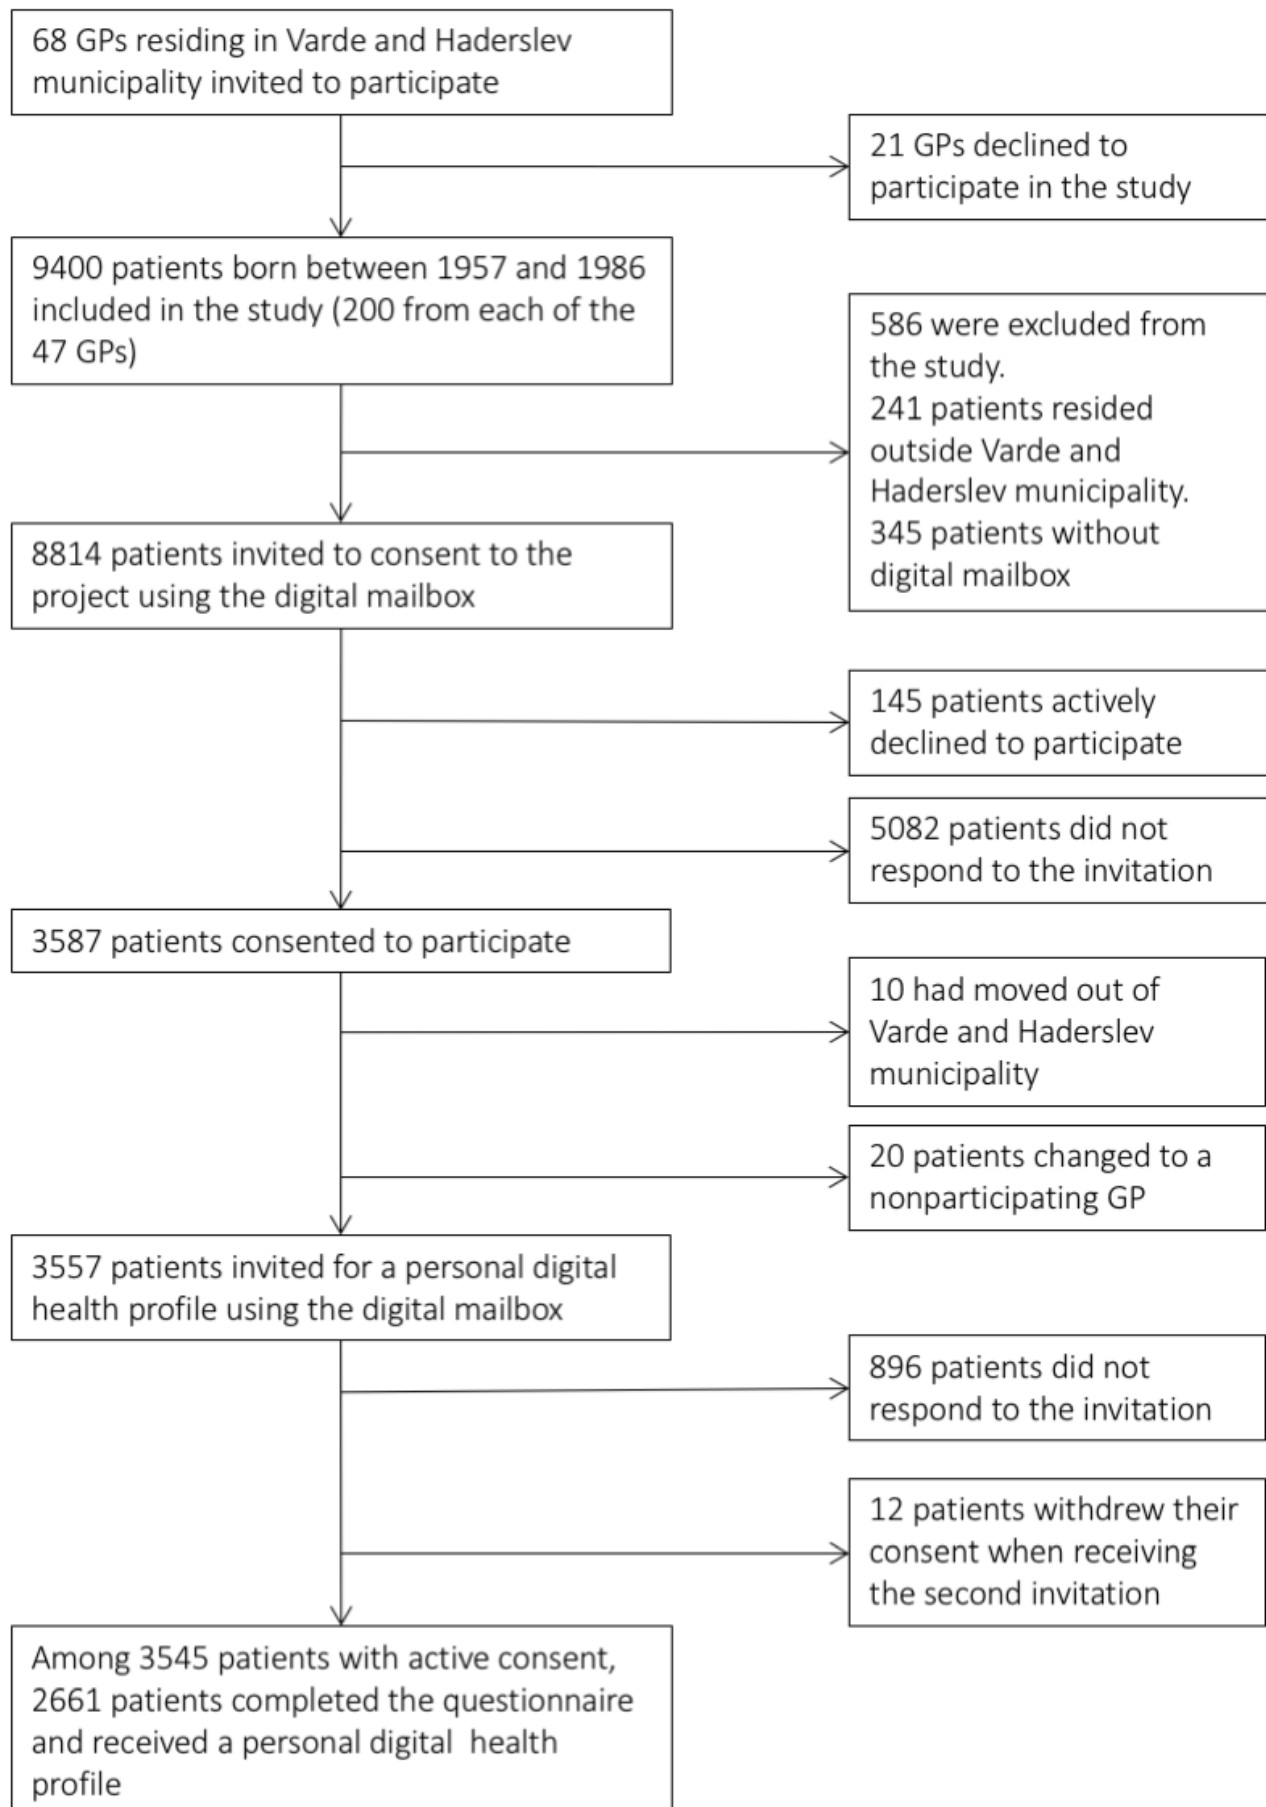 68 GPs residing in Varde and Haderslev
municipality invited to participate
21 GPs declined to
participate in the study
9400 patients born between 1957 and 1986
included in the study (200 from each of the
47 GPs)
586 were excluded from
the study.
241 patients resided
outside Varde and
Haderslev municipality.
345 patients without
digital mailbox
8814 patients invited to consent to the
project using the digital mailbox
145 patients actively
declined to participate
5082 patients did not
respond to the invitation
3587 patients consented to participate
10 had moved out of
Varde and Haderslev
municipality
20 patients changed to a
nonparticipating GP
3557 patients invited for a personal digital
health profile using the digital mailbox
896 patients did not
respond to the invitation
12 patients withdrew their
consent when receiving
the second invitation
Among 3545 patients with active consent,
2661 patients completed the questionnaire
and received a personal digital health
profile